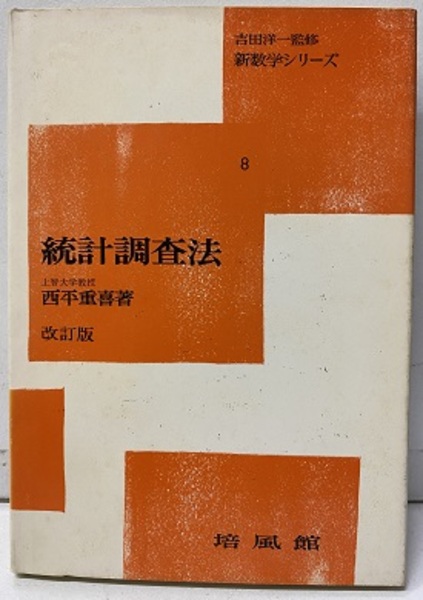 吉田洋一監修
新数学シリーズ
8
統計調査法
上智大学教授
西平重喜著
改訂版
培風館